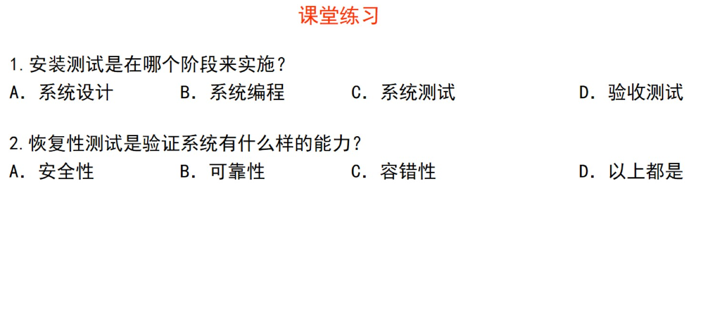 课堂练习
1.安装测试是在哪个阶段来实施？
A. 系统设计 B. 系统编程 C. 系统测试 D. 验收测试
2.恢复性测试是验证系统有什么样的能力？
A. 安全性 B. 可靠性 C. 容错性 D. 以上都是